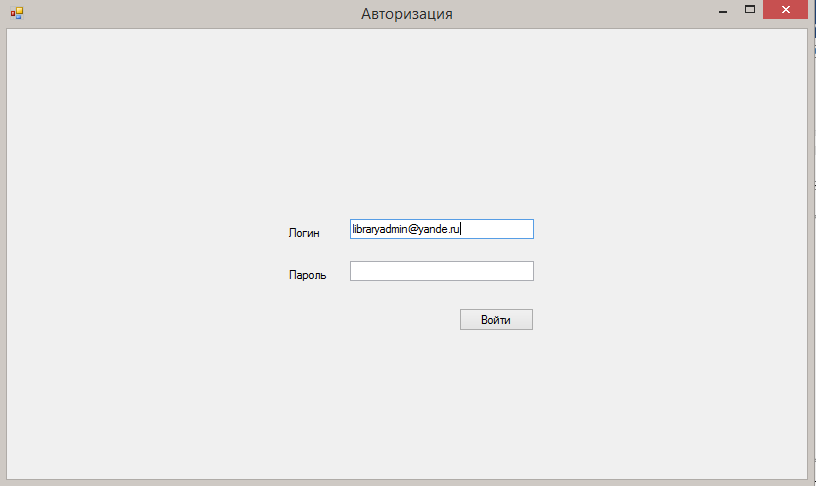 Авторизация
Логин
libraryadmin@yande.ru
Пароль
Войти